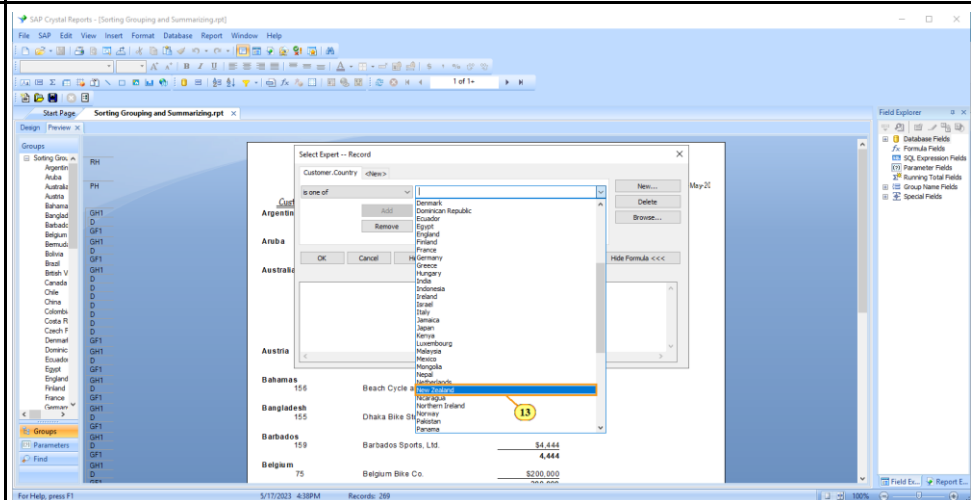 SAP Crystal Reports - [Sorting Grouping and Summarizing.rpt]
File SAP Edit View Insert Format Database Report Window Help
1 of 1+
Start Page Sorting Grouping and Summarizing.rpt
Design Preview
Groups
Sorting Grou
Argentin
Aruba
Australia
Austria
Bahama
Banglad
Barbado
Belgium
Bermuda
Bolivia
Brazil
British V
Canada
Chile
China
Colombi
Costa R
Czech F
Denmar
Dominic
Ecuador
Egypt
England
Finland
France
German
Groups
Parameters
Find
RH
PH
GH1
D
GF1
GH1
D
GF1
GH1
D
D
D
D
D
D
GF1
GH1
D
GF1
GH1
D
GF1
GH1
D
GF1
GH1
D
GF1
GH1
D
GF1
Cust
May-2
Argentin
Aruba
Australia
Austria
Bahamas
156 Beach Cycle a
Bangladesh
155 Dhaka Bike St
Barbados
159 Barbados Sports, Ltd. $4,444
4,444
Belgium
75 Belgium Bike Co. $200,000
Select Expert -- Record
Customer.Country <New>
is one of
New...
Delete
Browse...
Add
Remove
OK Cancel H
Hide Formula <<<
Denmark
Dominican Republic
Ecuador
Egypt
England
Finland
France
Germany
Greece
Hungary
India
Indonesia
Ireland
Israel
Italy
Jamaica
Japan
Kenya
Luxembourg
Malaysia
Mexico
Mongolia
Nepal
Netherlands
New Zealand
Nicaragua
Northern Ireland
Norway
Pakistan
Panama
13
Field Explorer
Database Fields
Formula Fields
SQL Expression Fields
Parameter Fields
Running Total Fields
Group Name Fields
Special Fields
Field Ex... Report E...
For Help, press F1 5/17/2023 4:38PM Records: 269 100%